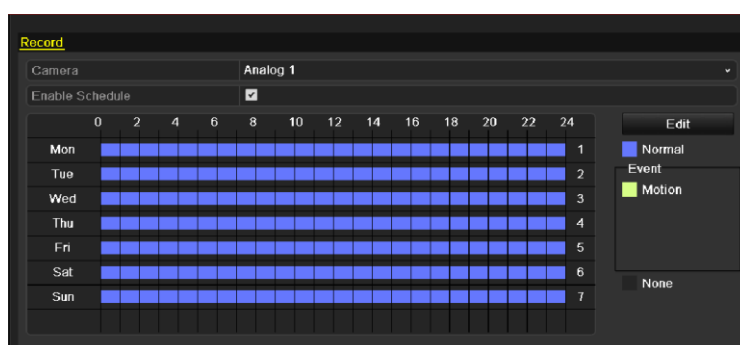 Record
Camera Analog 1
Enable Schedule
0 2 4 6 8 10 12 14 16 18 20 22 24
Edit
Mon 1
Normal
Tue 2
Event
Wed 3
Motion
Thu 4
Fri 5
Sat 6
None
Sun 7